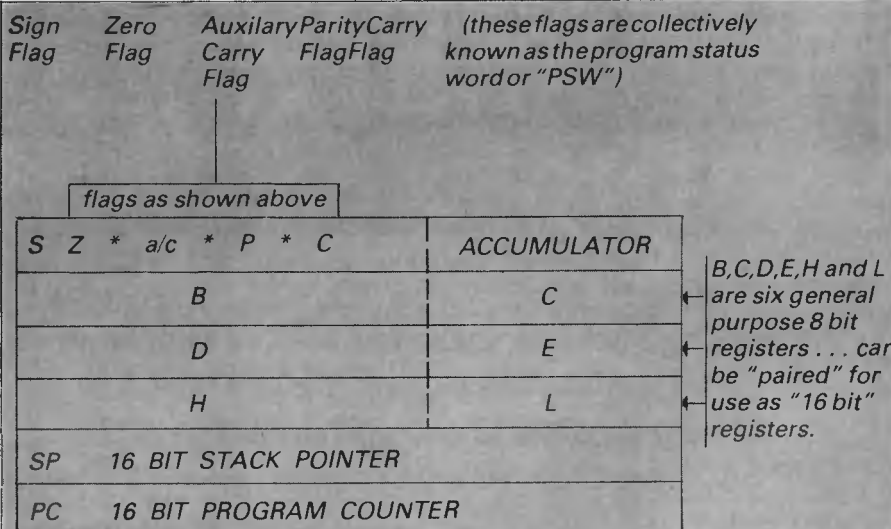 Sign Zero Auxilary Parity Carry (these flags are collectively
Flag Flag Carry Flag Flag known as the program status
Flag word or "PSW")
flags as shown above
S Z * a/c * P * C ACCUMULATOR
B C
D E
H L
B,C,D,E,H and L
are six general
purpose 8 bit
registers . . . car
be "paired" for
use as "16 bit"
registers.
SP 16 BIT STACK POINTER
PC 16 BIT PROGRAM COUNTER